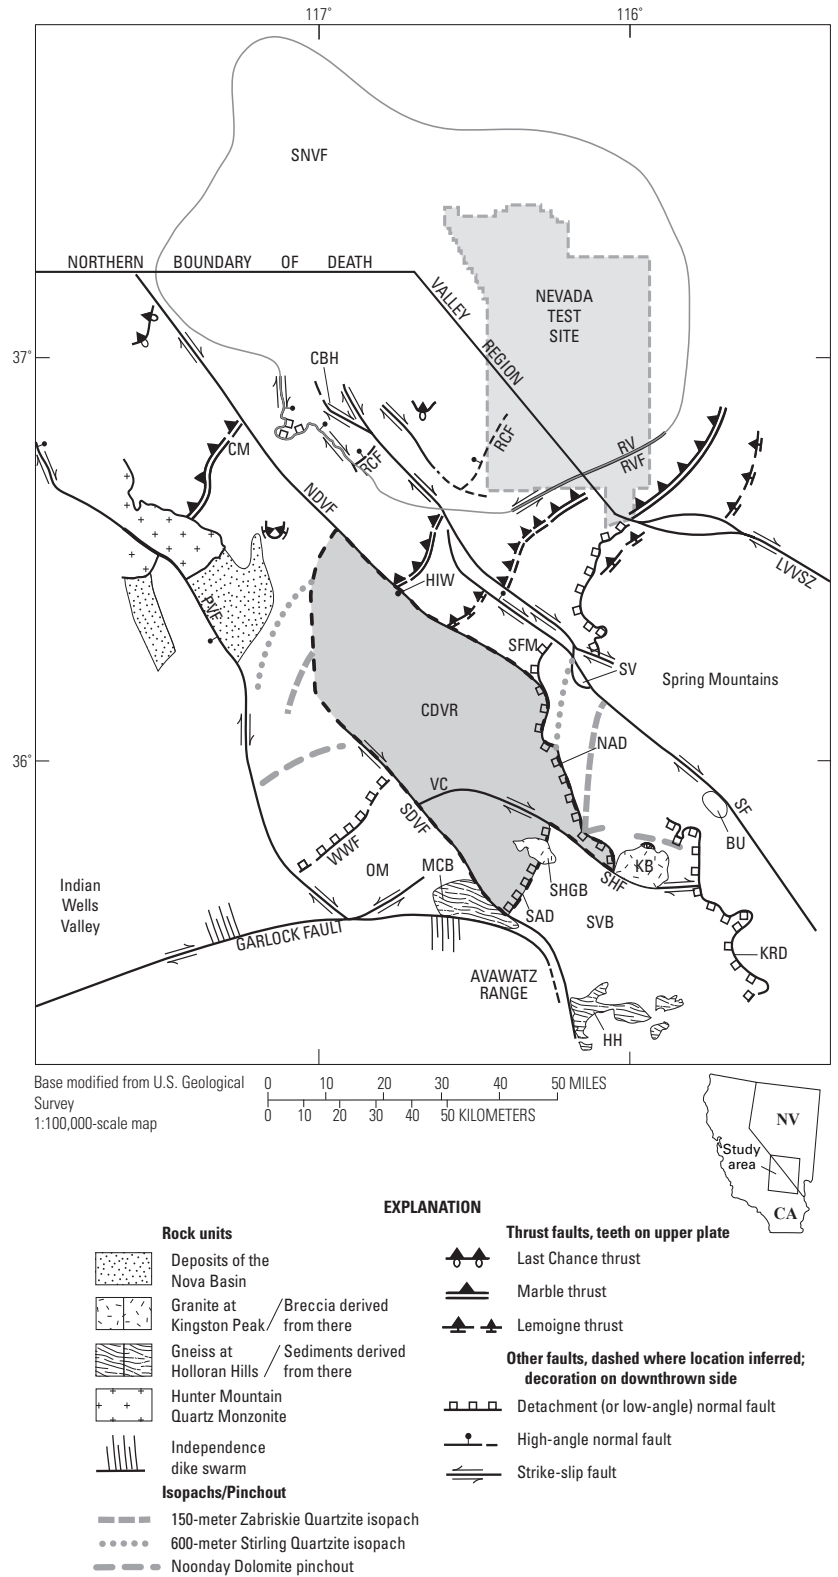 117°
116°
SNVF
NORTHERN BOUNDARY OF DEATH
VALLEY
REGION
NEVADA
TEST
SITE
37°
CBH
RCF
RCF
RV
RVF
CM
NDVF
HIW
LVVSZ
PVF
SFM
SV
Spring Mountains
CDVR
NAD
36°
VC
SDVF
SF
BU
WWF
OM
MCB
KB
SHF
SHGB
SAD
SVB
Indian
Wells
Valley
GARLOCK FAULT
KRD
AVAWATZ
RANGE
HH
Base modified from U.S. Geological
Survey
1:100,000-scale map
0 10 20 30 40 50 MILES
0 10 20 30 40 50 KILOMETERS
NV
Study
area
CA
EXPLANATION
Rock units
Deposits of the
Nova Basin
Granite at
Kingston Peak
Breccia derived
from there
Gneiss at
Holloran Hills
Sediments derived
from there
Hunter Mountain
Quartz Monzonite
Independence
dike swarm
Isopachs/Pinchout
150-meter Zabriskie Quartzite isopach
600-meter Stirling Quartzite isopach
Noonday Dolomite pinchout
Thrust faults, teeth on upper plate
Last Chance thrust
Marble thrust
Lemoigne thrust
Other faults, dashed where location inferred;
decoration on downthrown side
Detachment (or low-angle) normal fault
High-angle normal fault
Strike-slip fault